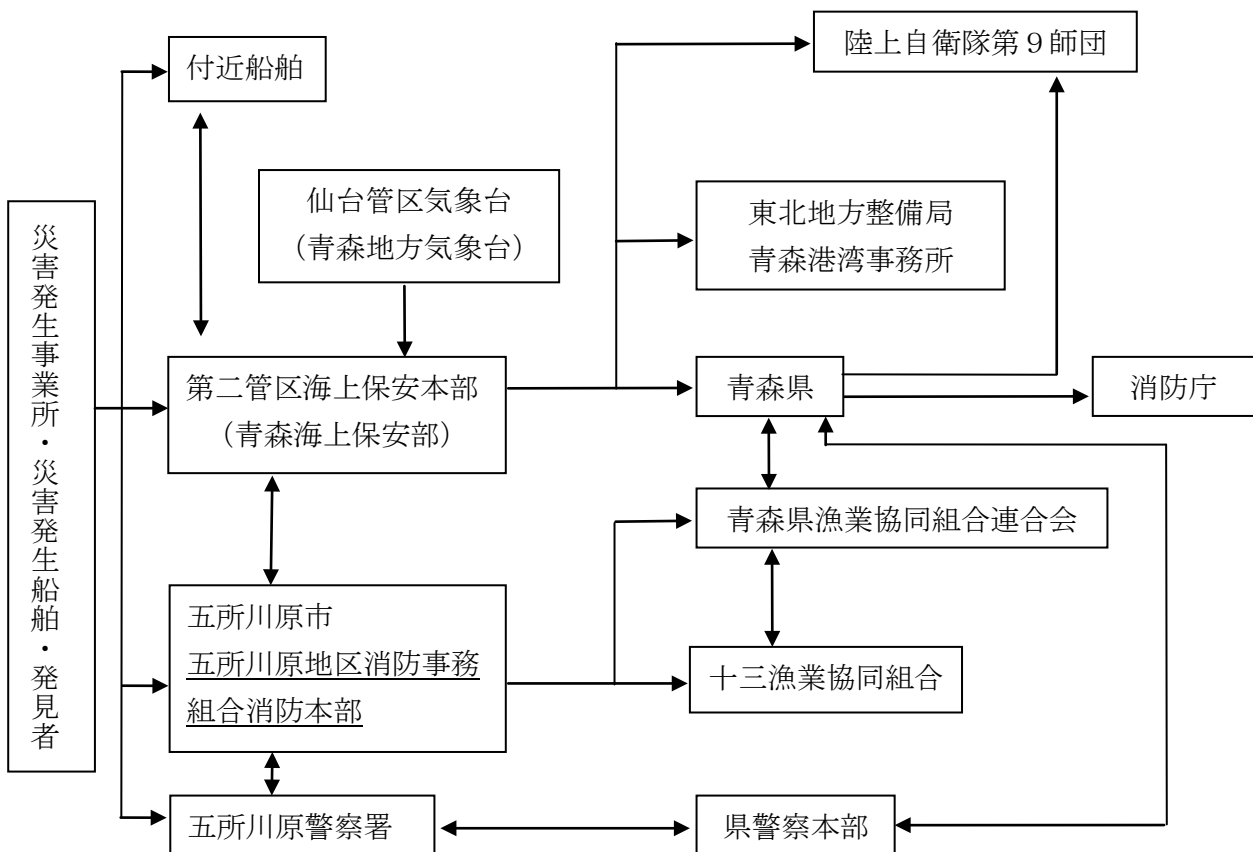 陸上自衛隊第９師団
付近船舶
仙台管区気象台
（青森地方気象台）
東北地方整備局
青森港湾事務所
災害発生事業所・災害発生船舶・発見者
第二管区海上保安本部
（青森海上保安部）
青森県
消防庁
青森県漁業協同組合連合会
五所川原市
五所川原地区消防事務
組合消防本部
十三漁業協同組合
五所川原警察署
県警察本部